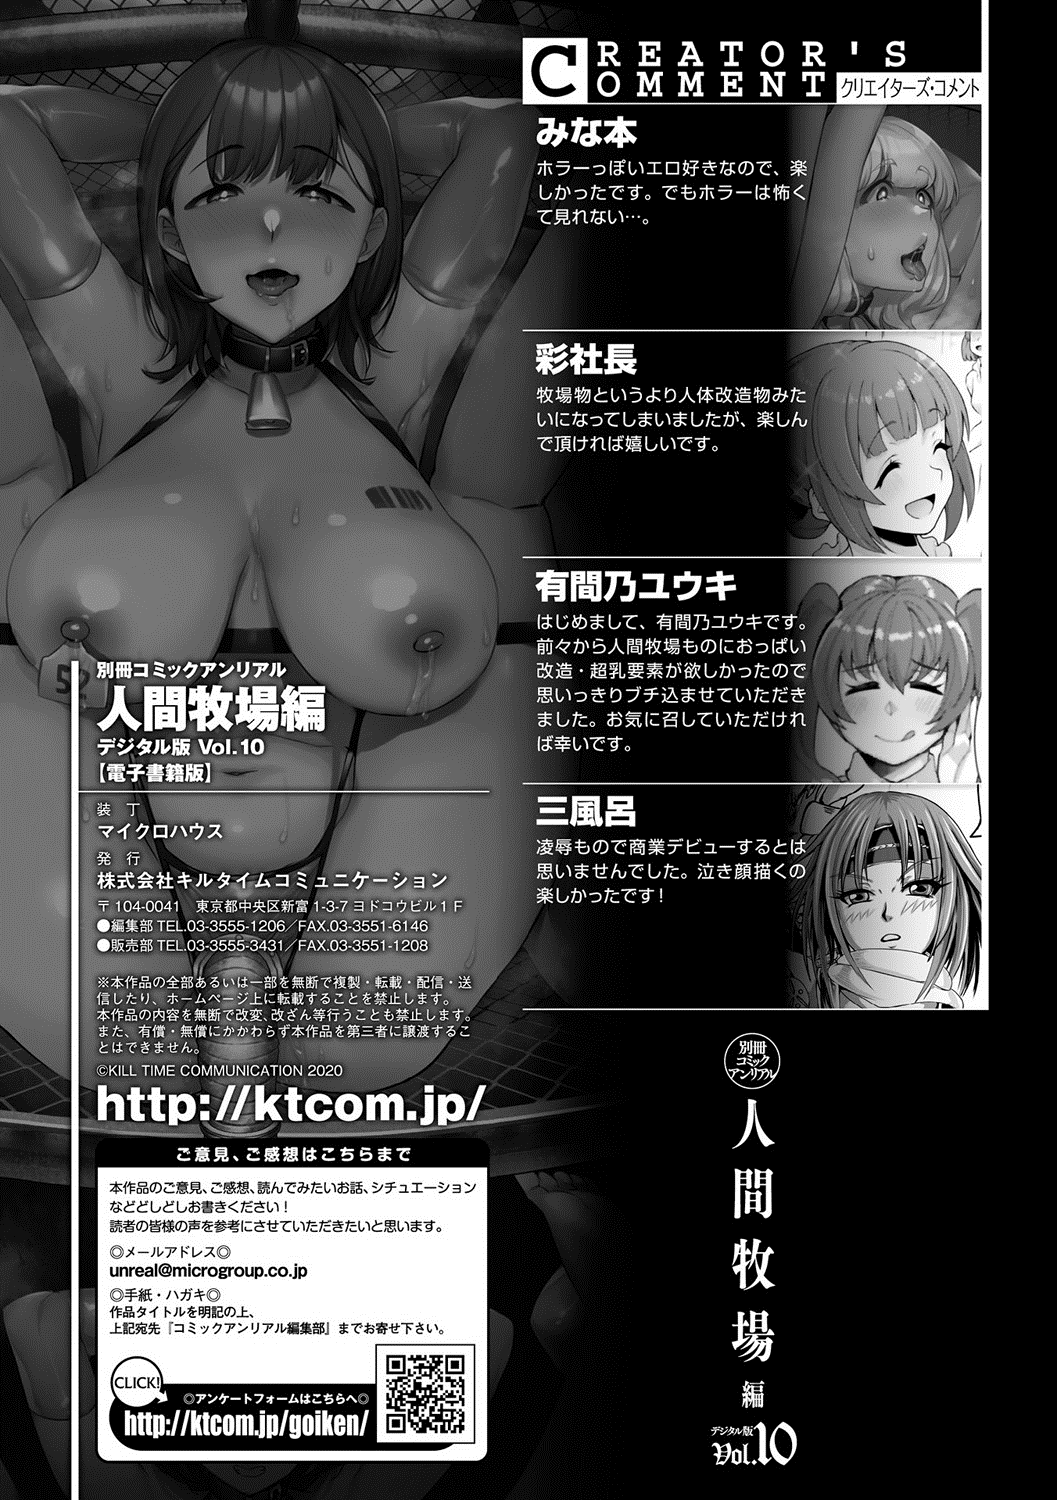 CREATOR'S
COMMENT
クリエイターズ・コメント
みな本
ホラーっぽいエロ好きなので、楽
しかったです。でもホラーは怖く
て見れない…。
彩社長
牧場物というより人体改造物みた
いになってしまいましたが、楽しん
で頂ければ嬉しいです。
有間乃ユウキ
はじめまして、有間乃ユウキです。
前々から人間牧場ものにおっぱい
改造・超乳要素が欲しかったので
思いっきりブチ込ませていただき
ました。お気に召していただけれ
ば幸いです。
三風呂
凌辱もので商業デビューするとは
思いませんでした。泣き顔描くの
楽しかったです!
52
別冊コミックアンリアル
人間牧場編
デジタル版 Vol.10
【電子書籍版】
装 丁
マイクロハウス
発 行
株式会社キルタイムコミュニケーション
〒104-0041 東京都中央区新富1-3-7ヨドコウビル1F
●編集部 TEL.03-3555-1206/FAX.03-3551-6146
●販売部 TEL.03-3555-3431/FAX.03-3551-1208
※本作品の全部あるいは一部を無断で複製・転載・配信・送
信したり、ホームページ上に転載することを禁止します。
本作品の内容を無断で改変、改ざん等行うことも禁止します。
また、有償・無償にかかわらず本作品を第三者に譲渡するこ
とはできません。
©KILL TIME COMMUNICATION 2020
http://ktcom.jp/
ご意見、ご感想はこちらまで
本作品のご意見、ご感想、読んでみたいお話、シチュエーション
などどしどしお書きください!
読者の皆様の声を参考にさせていただきたいと思います。
◎メールアドレス◎
unreal@microgroup.co.jp
◎手紙・ハガキ◎
作品タイトルを明記の上、
上記宛先『コミックアンリアル編集部』までお寄せ下さい。
CLICK!
◎アンケートフォームはこちらへ◎
http://ktcom.jp/goiken/
別冊
コミック
アンリアル
人間牧場編
デジタル版
Vol.10